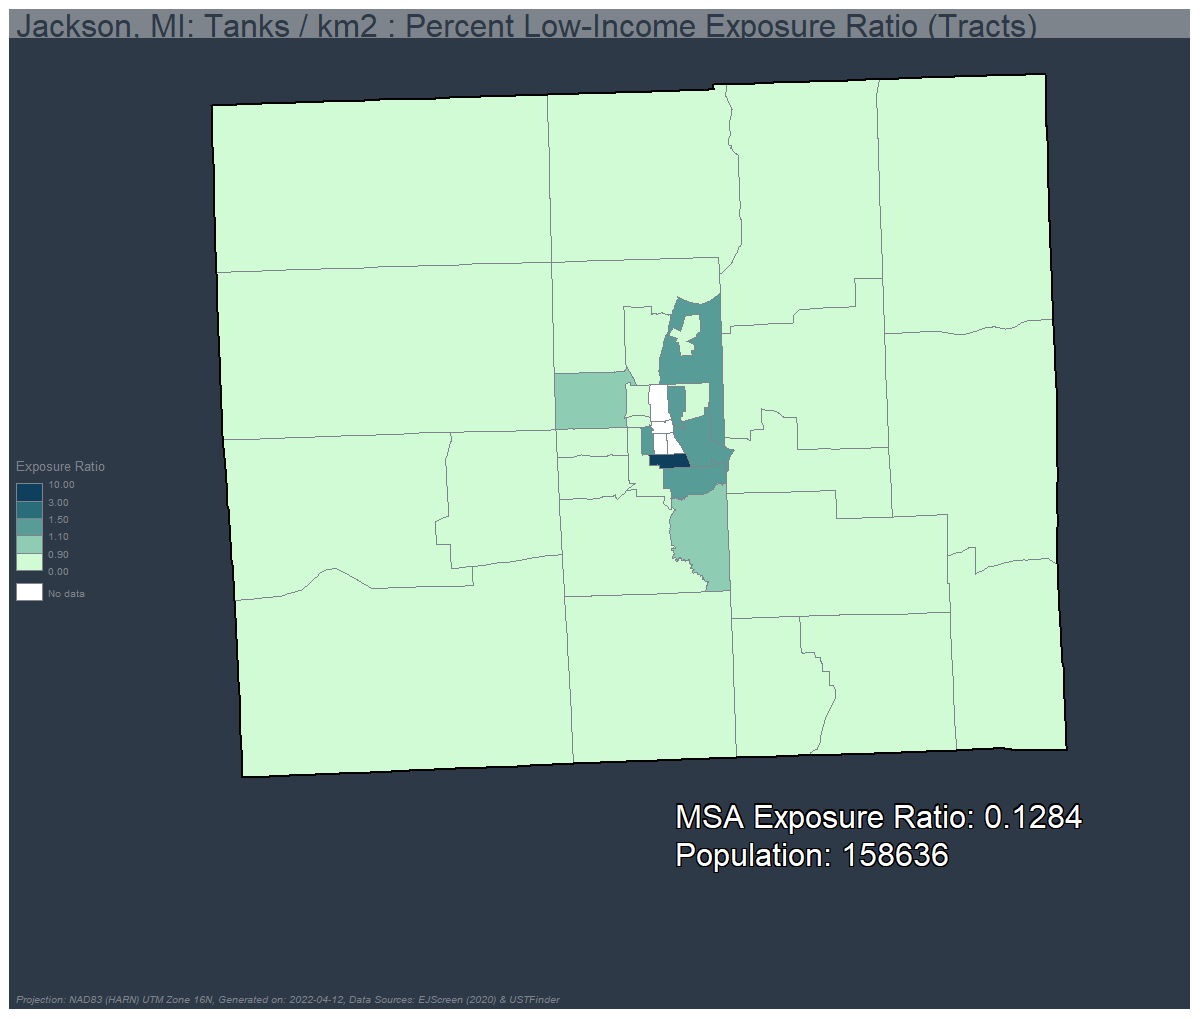 Jackson, MI: Tanks / km2 : Percent Low-Income Exposure Ratio (Tracts)
Exposure Ratio
10.00
3.00
1.50
1.10
0.90
0.00
No data
MSA Exposure Ratio: 0.1284
Population: 158636
Projection: NAD83 (HARN) UTM Zone 16N, Generated on: 2022-04-12, Data Sources: EJScreen (2020) & USTFinder